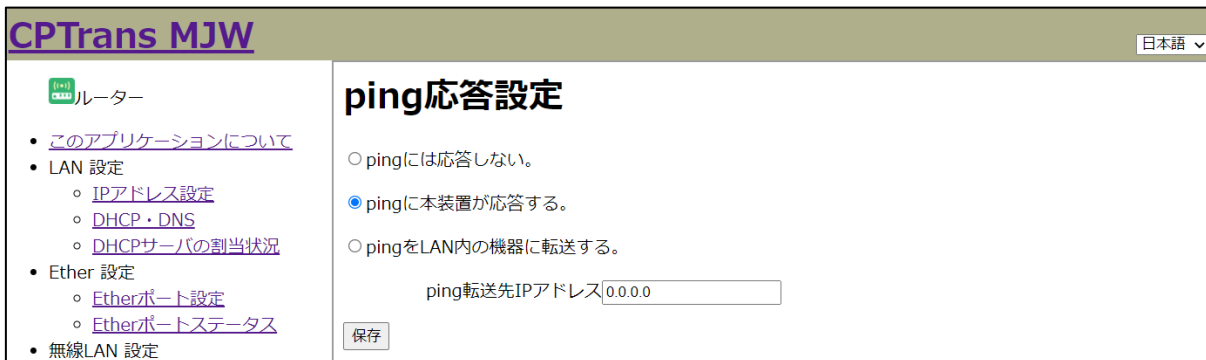 CPTrans MJW
日本語
ルーター
このアプリケーションについて
LAN 設定
IPアドレス設定
DHCP・DNS
DHCPサーバの割当状況
Ether 設定
Etherポート設定
Etherポートステータス
無線LAN 設定
ping応答設定
pingには応答しない。
pingに本装置が応答する。
pingをLAN内の機器に転送する。
ping転送先IPアドレス 0.0.0.0
保存